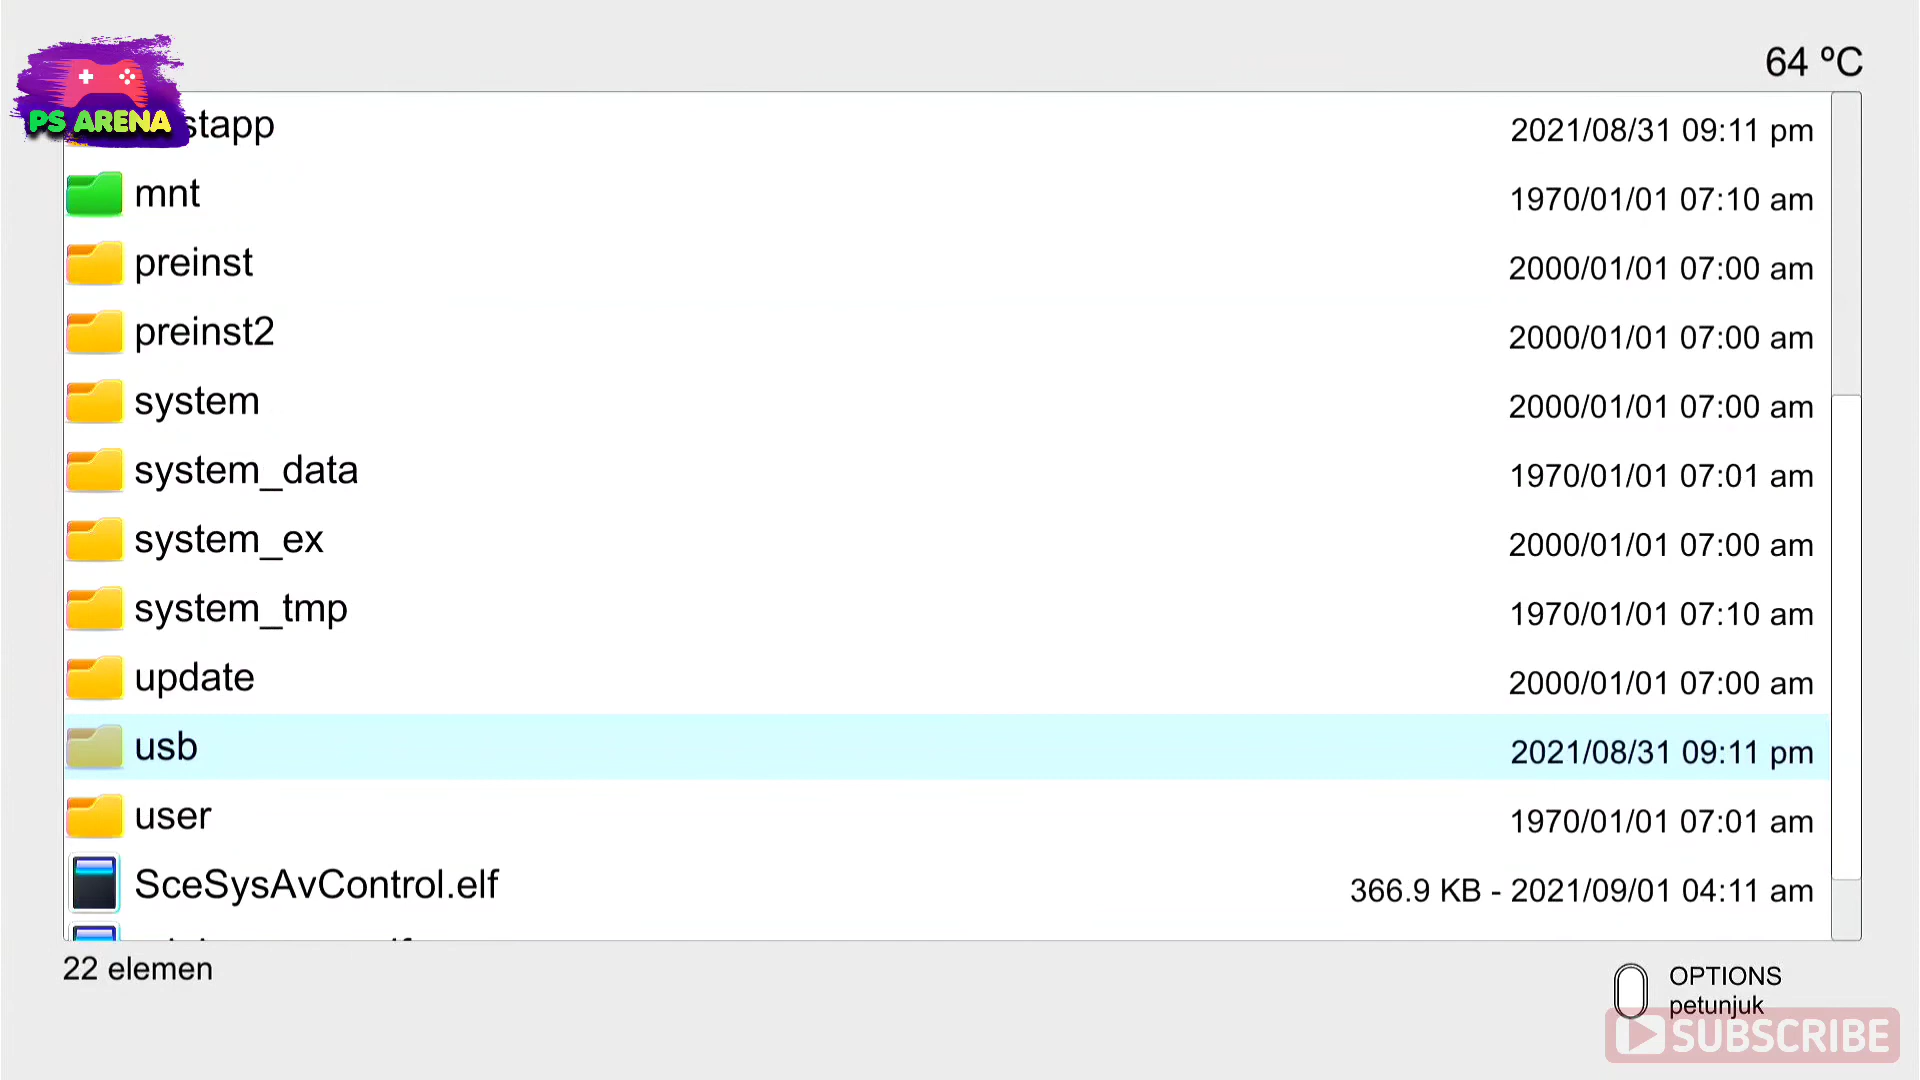 64 ºC
PS ARENA
stapp 2021/08/31 09:11 pm
mnt 1970/01/01 07:10 am
preinst 2000/01/01 07:00 am
preinst2 2000/01/01 07:00 am
system 2000/01/01 07:00 am
system_data 1970/01/01 07:01 am
system_ex 2000/01/01 07:00 am
system_tmp 1970/01/01 07:10 am
update 2000/01/01 07:00 am
usb 2021/08/31 09:11 pm
user 1970/01/01 07:01 am
SceSysAvControl.elf 366.9 KB - 2021/09/01 04:11 am
22 elemen
OPTIONS
petunjuk
SUBSCRIBE